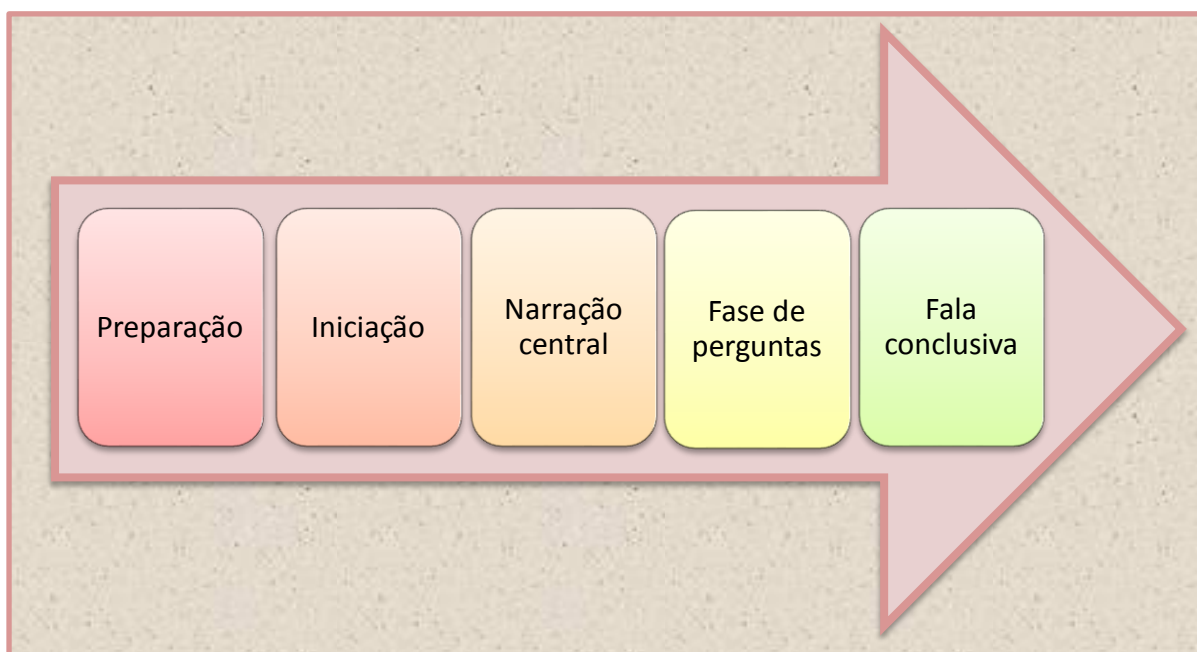 Preparação
Iniciação
Narração
central
Fase de
perguntas
Fala
conclusiva